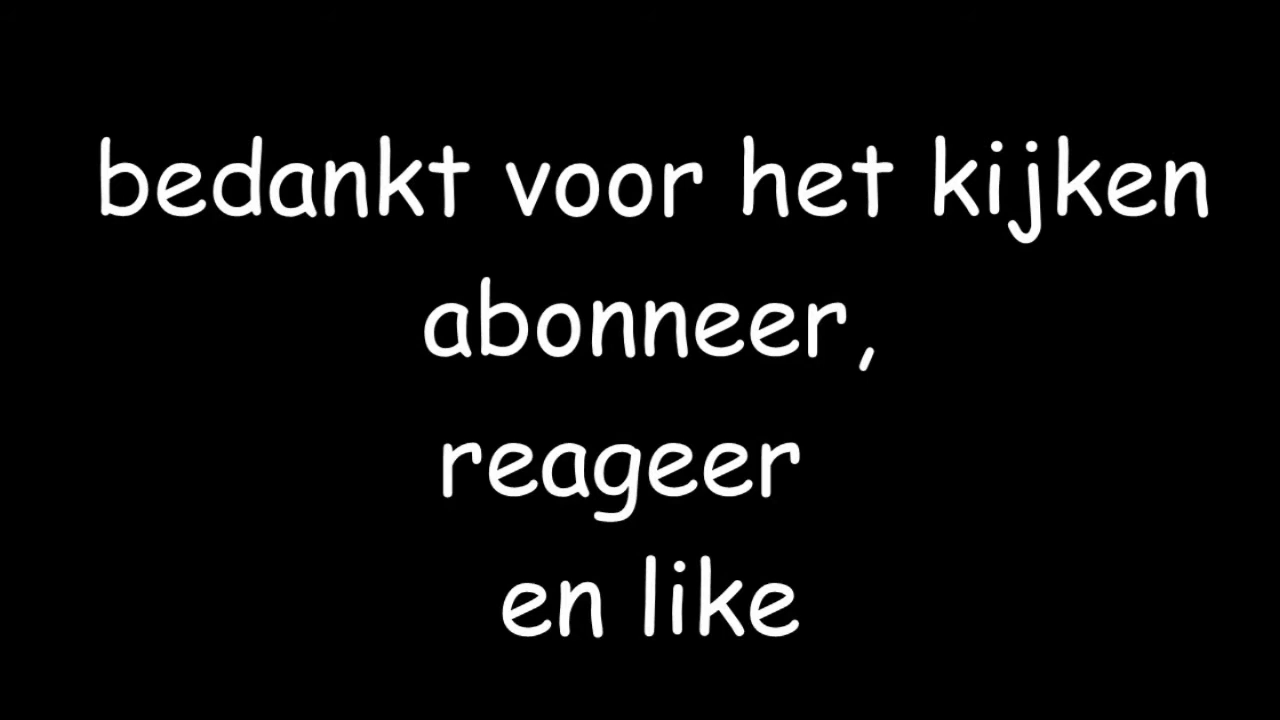 bedankt voor het kijken
abonneer,
reageer
en like